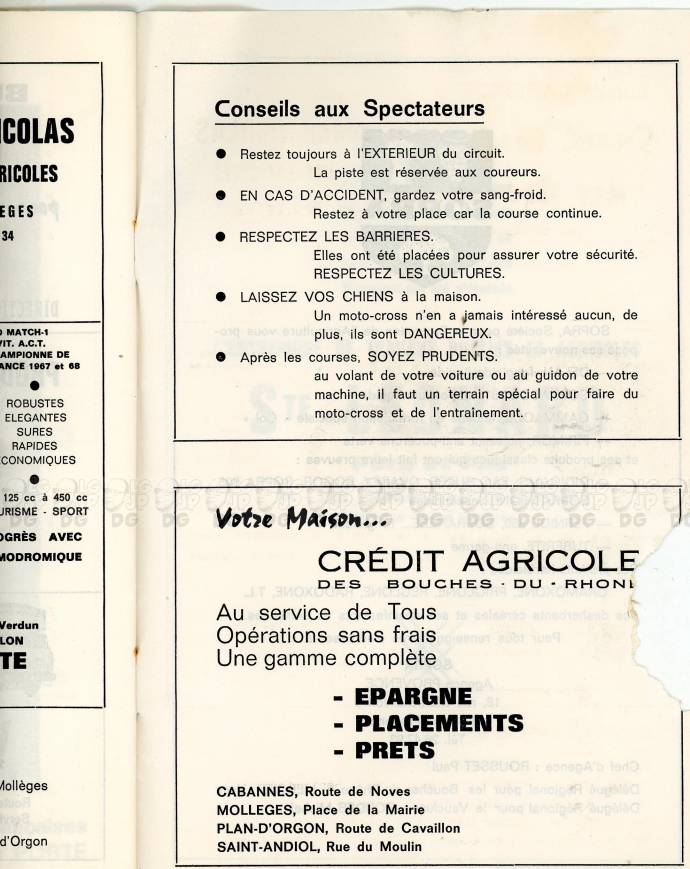 COLAS
RICOLES
EGES
34
MATCH-1
VIT. A.C.T.
AMPIONNE DE
ANCE 1967 et 68
ROBUSTES
ELEGANTES
SURES
RAPIDES
CONOMIQUES
125 cc à 450 cc
URISME - SPORT
OGRÈS AVEC
MODROMIQUE
Verdun
LON
TE
Mollèges
d'Orgon
Conseils aux Spectateurs
● Restez toujours à l'EXTERIEUR du circuit.
La piste est réservée aux coureurs.
● EN CAS D'ACCIDENT, gardez votre sang-froid.
Restez à votre place car la course continue.
● RESPECTEZ LES BARRIERES.
Elles ont été placées pour assurer votre sécurité.
RESPECTEZ LES CULTURES.
● LAISSEZ VOS CHIENS à la maison.
Un moto-cross n'en a jamais intéressé aucun, de
plus, ils sont DANGEREUX.
● Après les courses, SOYEZ PRUDENTS.
au volant de votre voiture ou au guidon de votre
machine, il faut un terrain spécial pour faire du
moto-cross et de l'entraînement.
Votre Maison...
CRÉDIT AGRICOLE
DES BOUCHES - DU - RHON
Au service de Tous
Opérations sans frais
Une gamme complète
- EPARGNE
- PLACEMENTS
- PRETS
CABANNES, Route de Noves
MOLLEGES, Place de la Mairie
PLAN-D'ORGON, Route de Cavaillon
SAINT-ANDIOL, Rue du Moulin